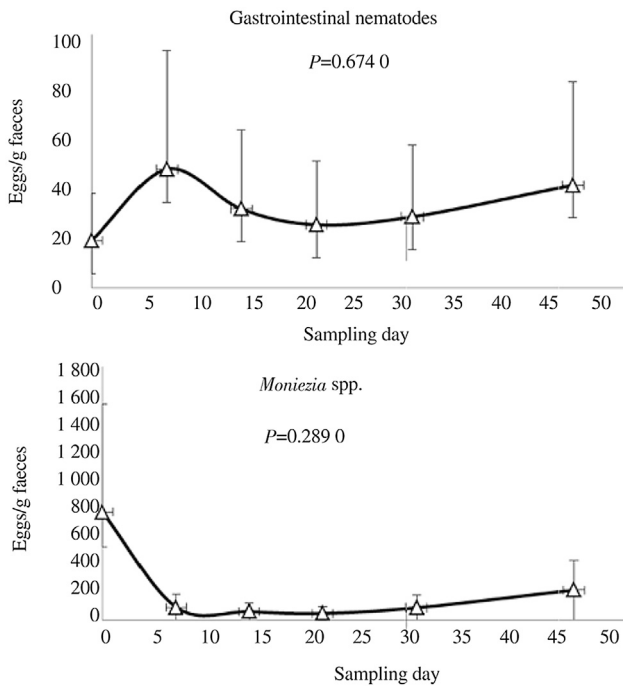 Gastrointestinal nematodes
P=0.674 0
100
80
60
40
20
0
Eggs/g faeces
0 5 10 15 20 25 30 35 40 45 50
Sampling day
Moniezia spp.
P=0.289 0
1 800
1 600
1 400
1 200
1 000
800
600
400
200
0
Eggs/g faeces
0 5 10 15 20 25 30 35 40 45 50
Sampling day